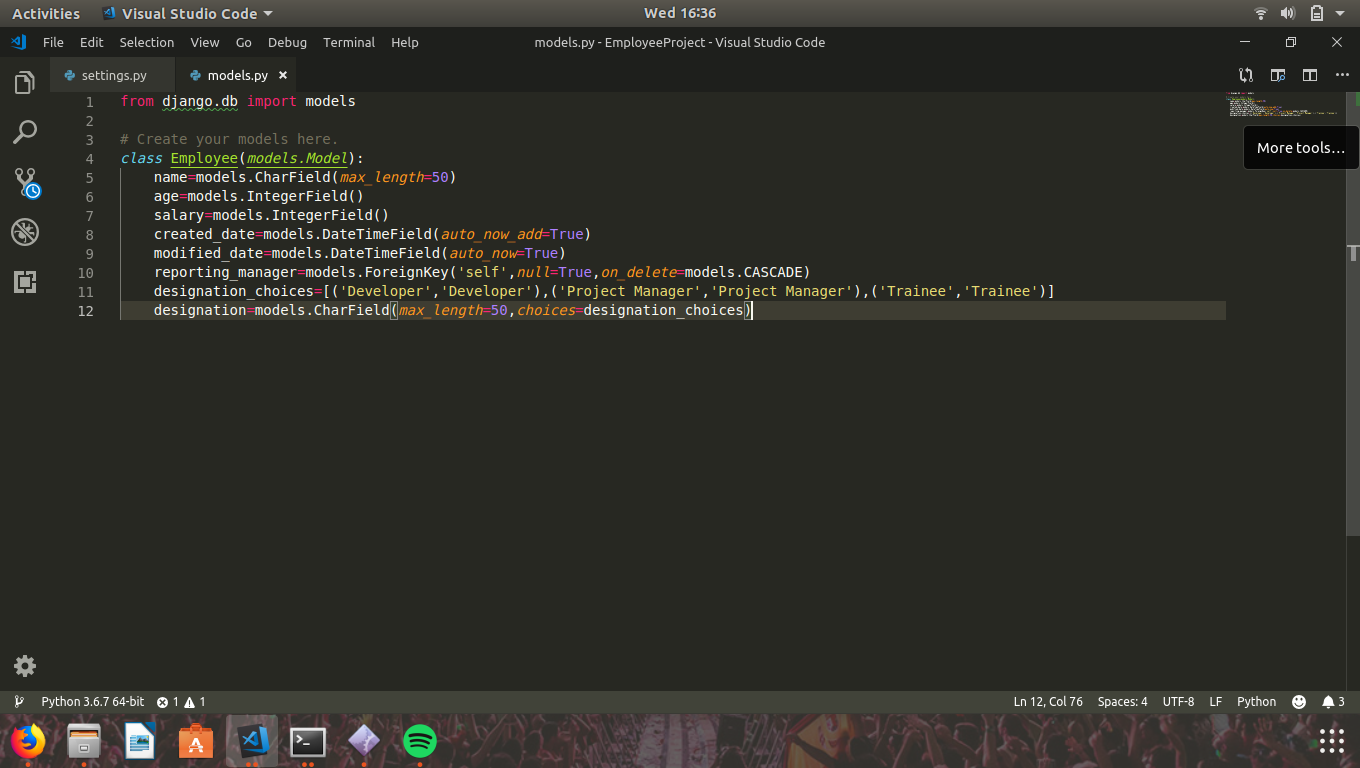 Activities Visual Studio Code Wed 16:36
File Edit Selection View Go Debug Terminal Help models.py - EmployeeProject - Visual Studio Code
settings.py models.py
1 from django.db import models
2
3 # Create your models here.
4 class Employee(models.Model):
5 name=models.CharField(max_length=50)
6 age=models.IntegerField()
7 salary=models.IntegerField()
8 created_date=models.DateTimeField(auto_now_add=True)
9 modified_date=models.DateTimeField(auto_now=True)
10 reporting_manager=models.ForeignKey('self',null=True,on_delete=models.CASCADE)
11 designation_choices=[('Developer','Developer'),('Project Manager','Project Manager'),('Trainee','Trainee')]
12 designation=models.CharField(max_length=50,choices=designation_choices)
More tools...
Python 3.6.7 64-bit 1 1 Ln 12, Col 76 Spaces: 4 UTF-8 LF Python 3